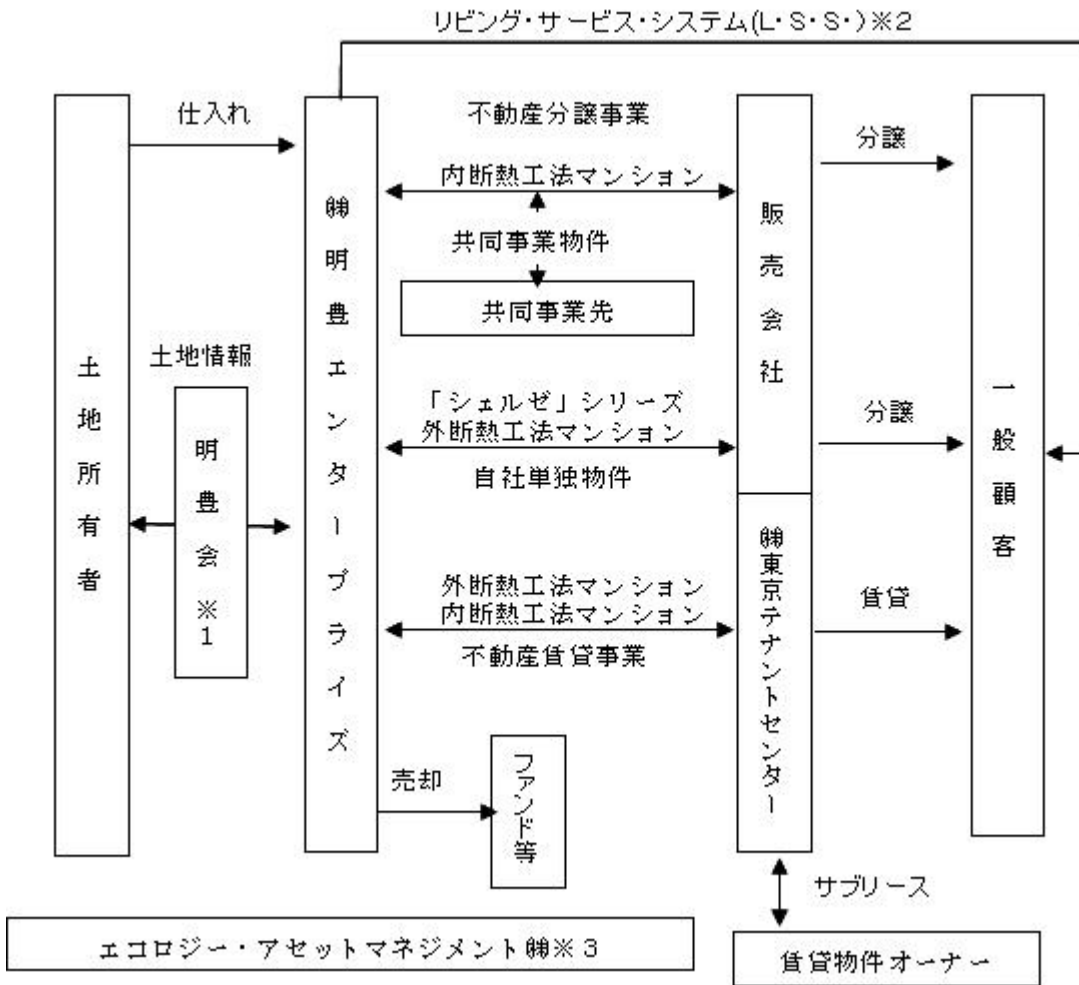 リビング・サービス・システム(L・S・S・)※2
仕入れ
不動産分譲事業
分譲
内断熱工法マンション
共同事業物件
共同事業先
土地所有者
土地情報
明豊会※1
㈱明豊エンタープライズ
「シェルゼ」シリーズ
外断熱工法マンション
自社単独物件
販売会社
分譲
一般顧客
外断熱工法マンション
内断熱工法マンション
不動産賃貸事業
㈱東京テナントセンター
賃貸
売却
ファンド等
サブリース
エコロジー・アセットマネジメント㈱※3
賃貸物件オーナー